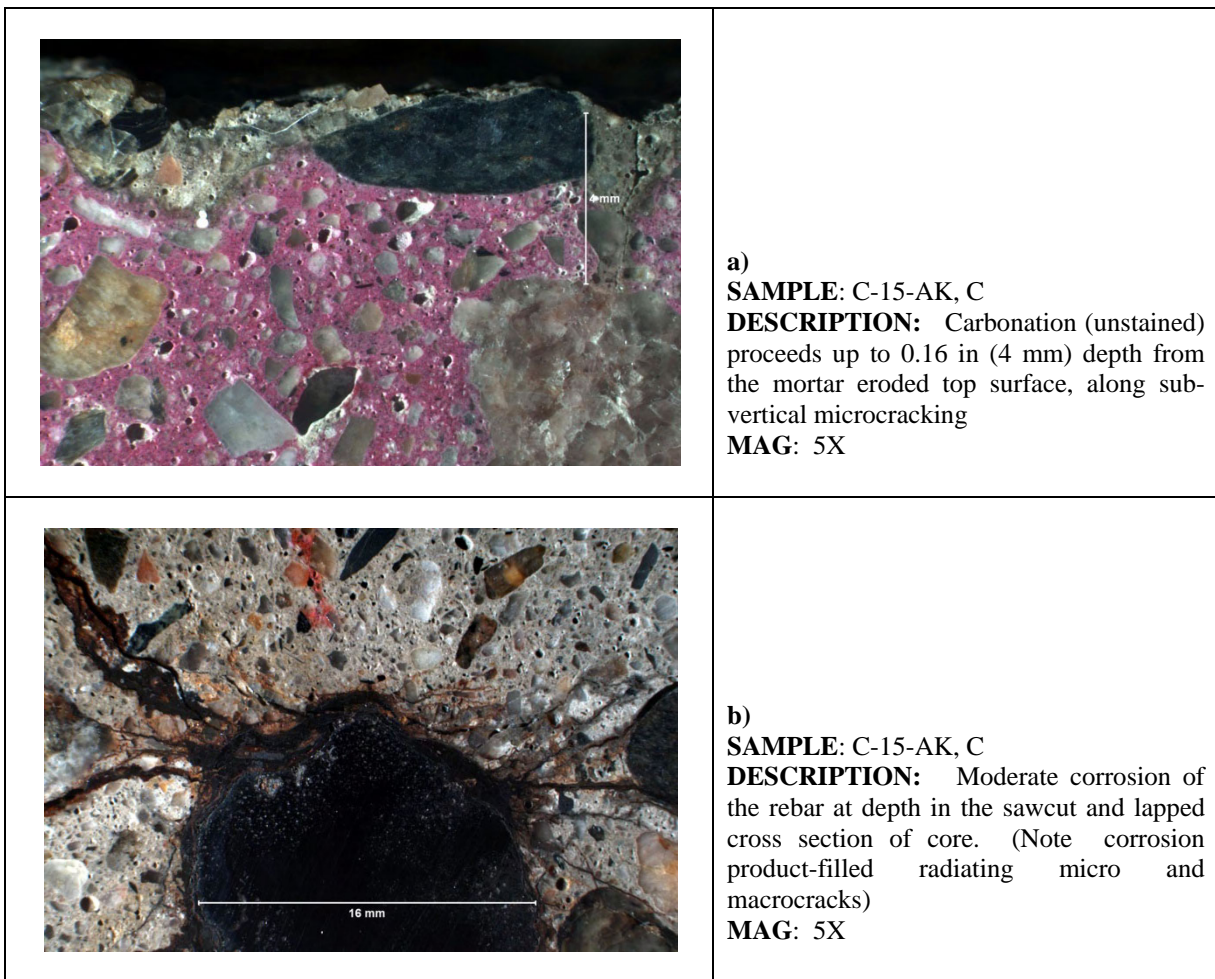 4 mm
a)
SAMPLE: C-15-AK, C
DESCRIPTION: Carbonation (unstained)
proceeds up to 0.16 in (4 mm) depth from
the mortar eroded top surface, along sub-
vertical microcracking
MAG: 5X
16 mm
b)
SAMPLE: C-15-AK, C
DESCRIPTION: Moderate corrosion of
the rebar at depth in the sawcut and lapped
cross section of core. (Note corrosion
product-filled radiating micro and
macrocracks)
MAG: 5X